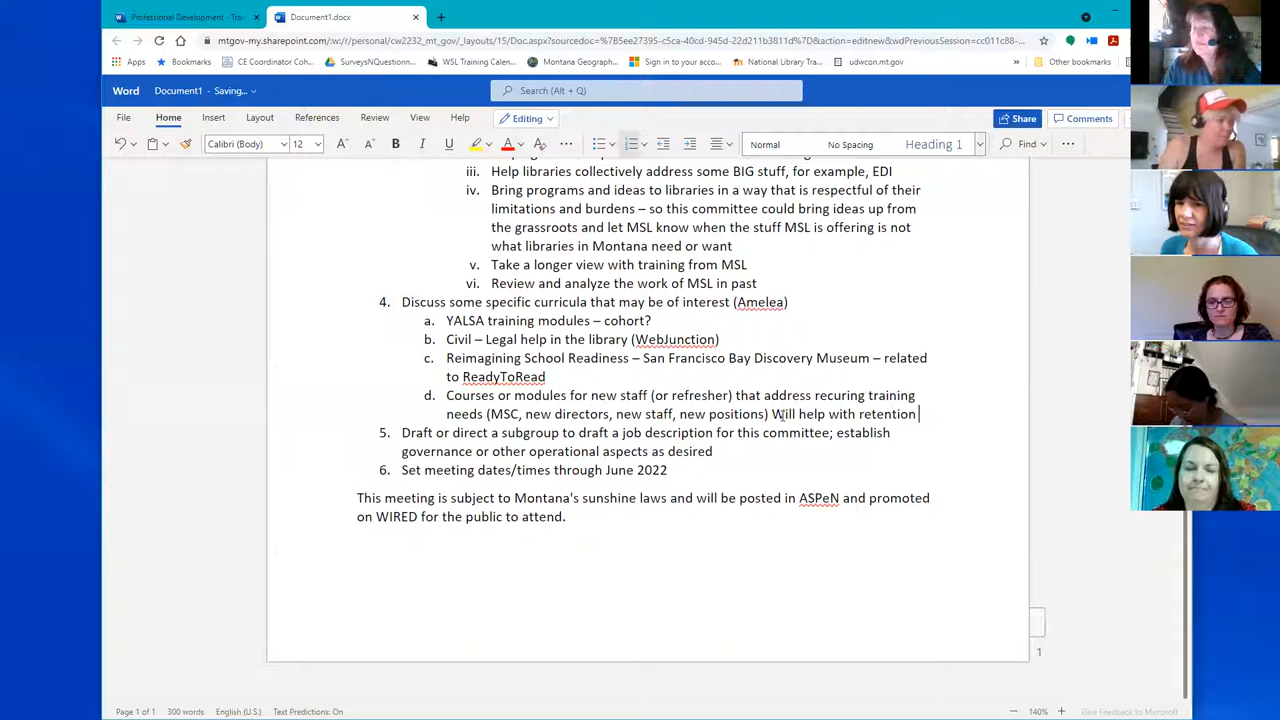 Professional Development - Trai
Document1.docx
mtgov-my.sharepoint.com/:w:/r/personal/cw2232_mt_gov/_layouts/15/Doc.aspx?sourcedoc=%7B5ee27395-c5ca-40cd-945d-22d211b3811d%7D&action=editnew&wdPreviousSession=cc011c88-...
Apps Bookmarks CE Coordinator Coh... SurveysNQuestionn... WSL Training Calen... Montana Geograph... Sign in to your acco... National Library Tra... udwcon.mt.gov » Other bookmarks
Word Document1 - Saving... Search (Alt + Q)
File Home Insert Layout References Review View Help Editing Share Comments
Calibri (Body) 12 B I U A Normal No Spacing Heading 1 Find
iii. Help libraries collectively address some BIG stuff, for example, EDI
iv. Bring programs and ideas to libraries in a way that is respectful of their
limitations and burdens – so this committee could bring ideas up from
the grassroots and let MSL know when the stuff MSL is offering is not
what libraries in Montana need or want
v. Take a longer view with training from MSL
vi. Review and analyze the work of MSL in past
4. Discuss some specific curricula that may be of interest (Amelea)
a. YALSA training modules – cohort?
b. Civil – Legal help in the library (WebJunction)
c. Reimagining School Readiness – San Francisco Bay Discovery Museum – related
to ReadyToRead
d. Courses or modules for new staff (or refresher) that address recuring training
needs (MSC, new directors, new staff, new positions) Will help with retention
5. Draft or direct a subgroup to draft a job description for this committee; establish
governance or other operational aspects as desired
6. Set meeting dates/times through June 2022
This meeting is subject to Montana's sunshine laws and will be posted in ASPeN and promoted
on WIRED for the public to attend.
1
Page 1 of 1 300 words English (U.S.) Text Predictions: On 140% Give Feedback to Microsoft